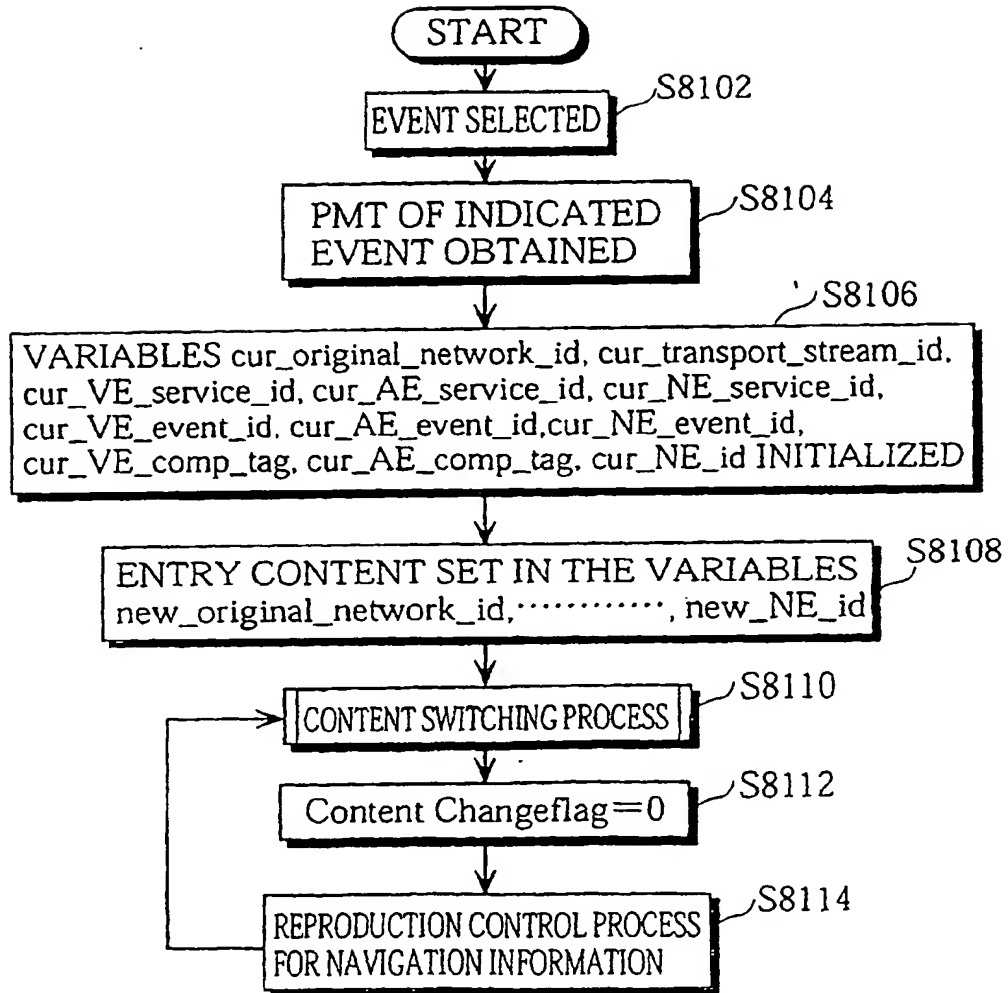 START
S8102
EVENT SELECTED
S8104
PMT OF INDICATED
EVENT OBTAINED
S8106
VARIABLES cur_original_network_id, cur_transport_stream_id,
cur_VE_service_id, cur_AE_service_id, cur_NE_service_id,
cur_VE_event_id, cur_AE_event_id,cur_NE_event_id,
cur_VE_comp_tag, cur_AE_comp_tag, cur_NE_id INITIALIZED
S8108
ENTRY CONTENT SET IN THE VARIABLES
new_original_network_id,············, new_NE_id
S8110
CONTENT SWITCHING PROCESS
S8112
Content Changeflag=0
S8114
REPRODUCTION CONTROL PROCESS
FOR NAVIGATION INFORMATION